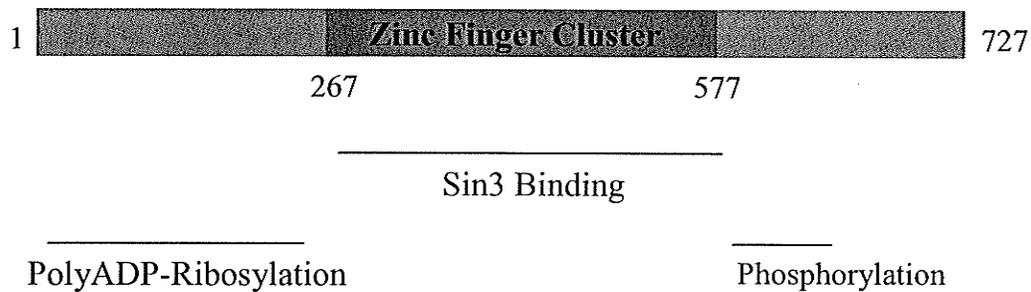 1 Zinc Finger Cluster 727
267 577
Sin3 Binding
PolyADP-Ribosylation Phosphorylation